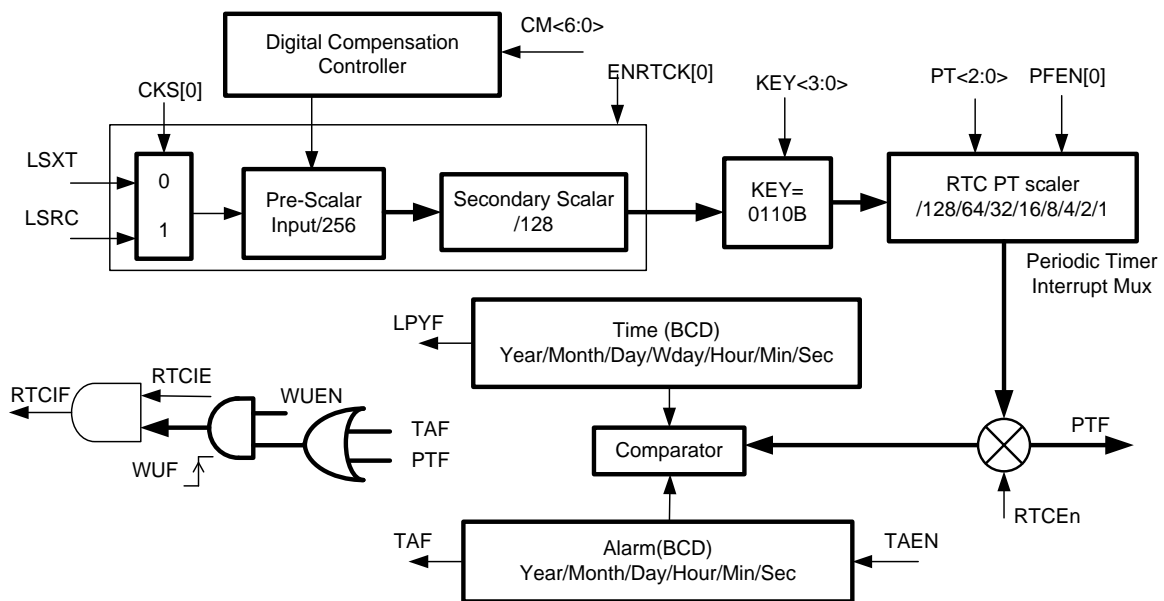 CM<6:0>
Digital Compensation
Controller
CKS[0]
ENRTCK[0]
KEY<3:0>
PT<2:0>
PFEN[0]
LSXT
LSRC
0
1
Pre-Scalar
Input/256
Secondary Scalar
/128
KEY=
0110B
RTC PT scaler
/128/64/32/16/8/4/2/1
Periodic Timer
Interrupt Mux
LPYF
Time (BCD)
Year/Month/Day/Wday/Hour/Min/Sec
RTCIF
RTCIE
WUEN
TAF
PTF
WUF
Comparator
PTF
RTCEn
TAF
Alarm(BCD)
Year/Month/Day/Hour/Min/Sec
TAEN